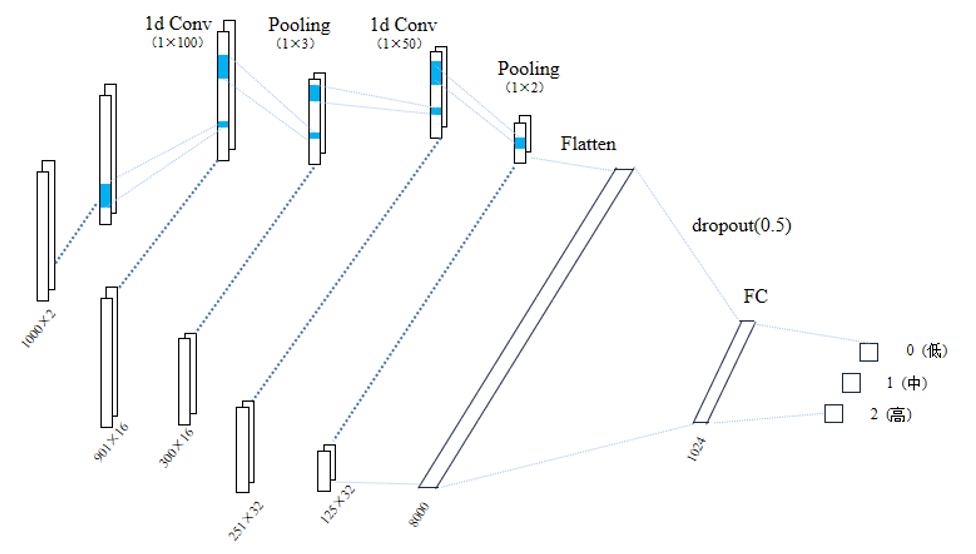 1d Conv
(1×100)
Pooling
(1×3)
1d Conv
(1×50)
Pooling
(1×2)
Flatten
dropout(0.5)
FC
0 (低)
1 (中)
2 (高)
1000×2
901×16
300×16
251×32
125×32
8000
1024